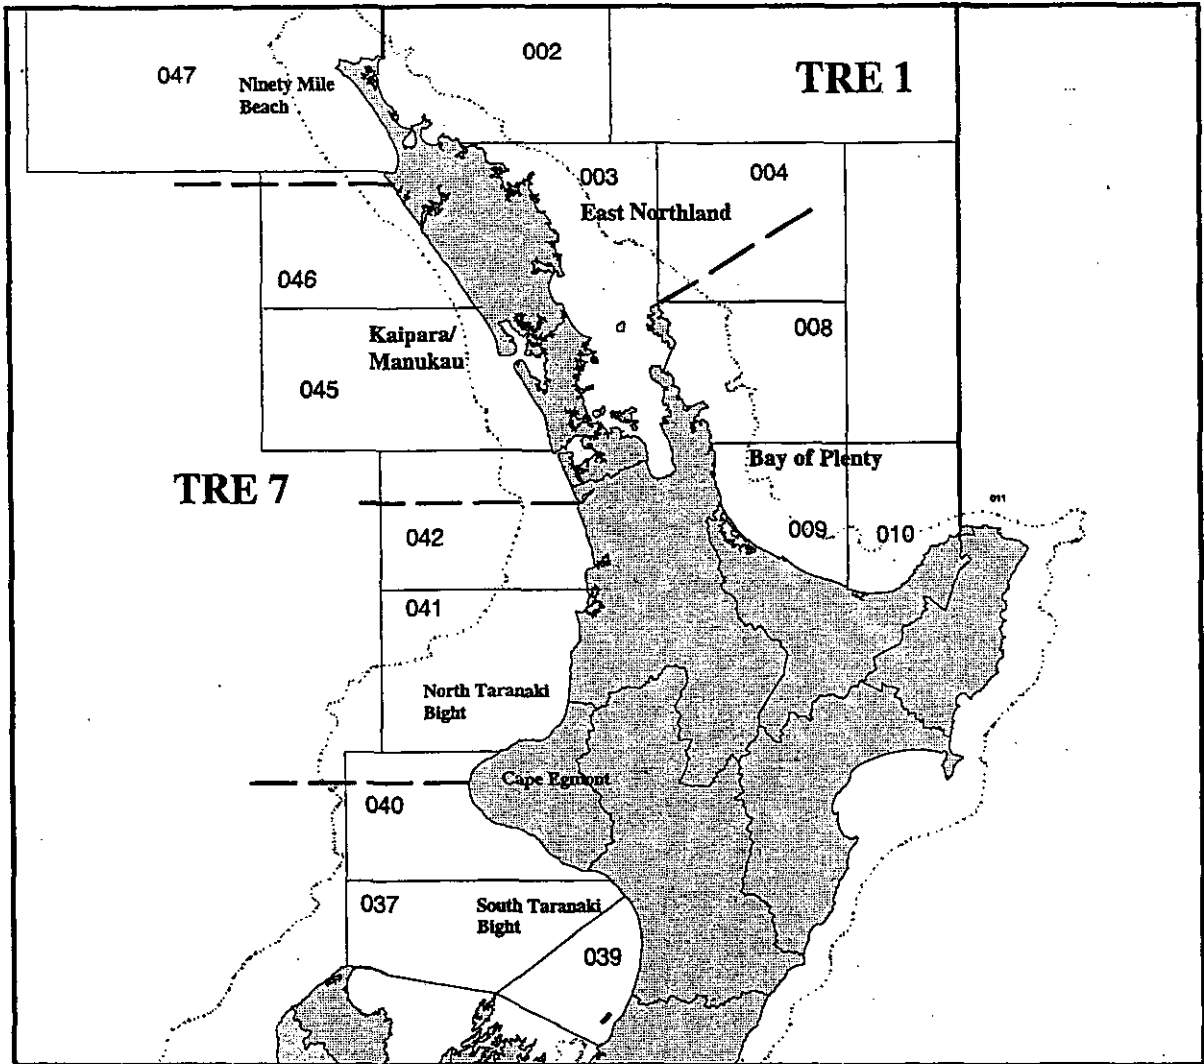 002
047
TRE 1
Ninety Mile
Beach
003
004
East Northland
046
008
Kaipara/
Manukau
045
Bay of Plenty
TRE 7
011
009
010
042
041
North Taranaki
Bight
Cape Egmont
040
037
South Taranaki
Bight
039